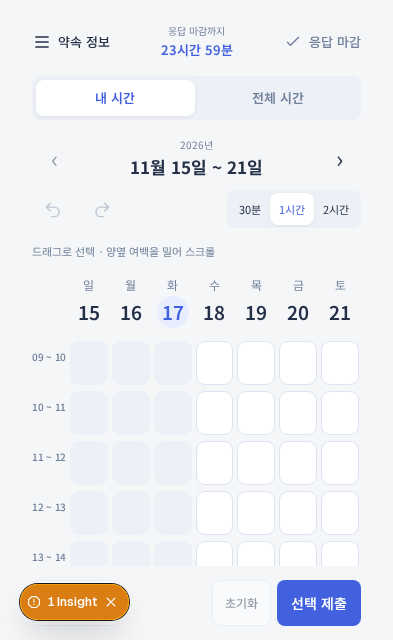 약속 정보
응답 마감까지
23시간 59분
응답 마감
내 시간
전체 시간
2026년
11월 15일 ~ 21일
30분
1시간
2시간
드래그로 선택 · 양옆 여백을 밀어 스크롤
일 월 화 수 목 금 토
15 16 17 18 19 20 21
09 ~ 10
10 ~ 11
11 ~ 12
12 ~ 13
13 ~ 14
1 Insight
초기화
선택 제출